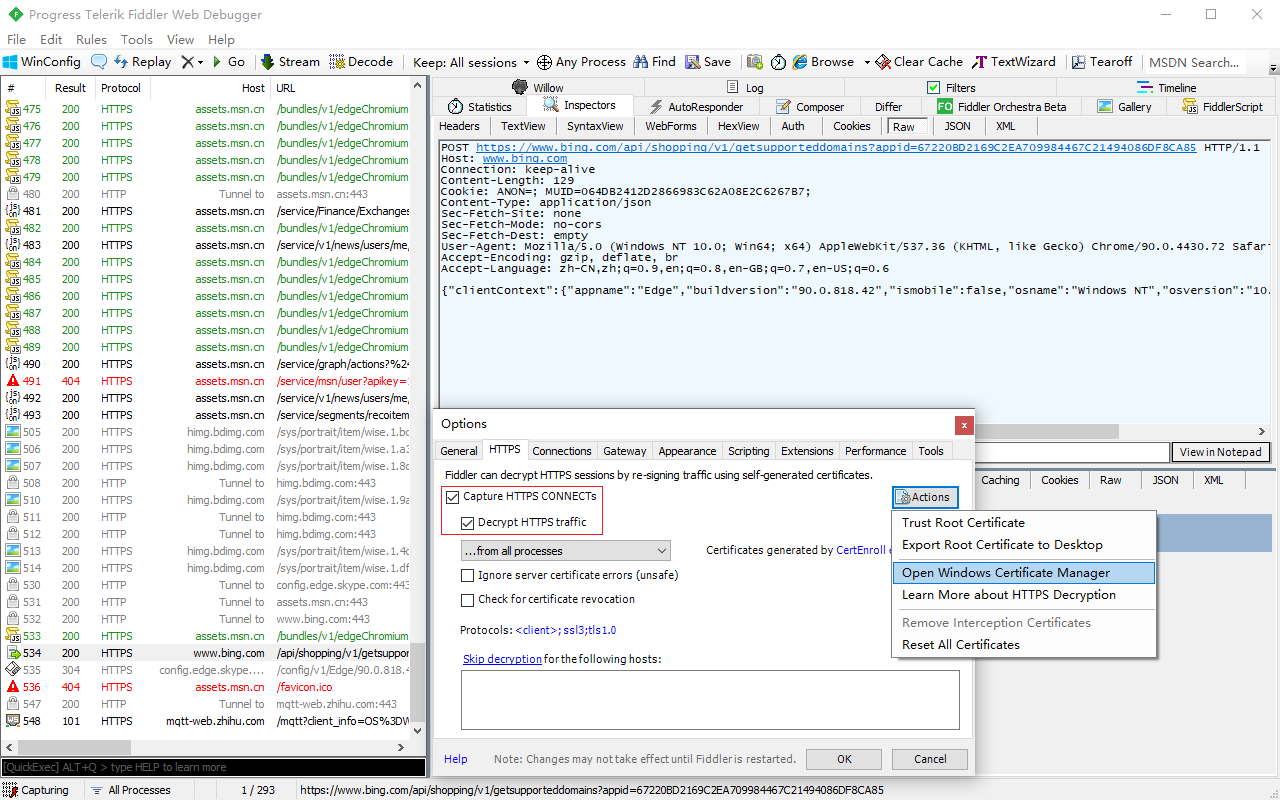 Progress Telerik Fiddler Web Debugger
File Edit Rules Tools View Help
WinConfig Replay Go Stream Decode Keep: All sessions Any Process Find Save Browse Clear Cache TextWizard Tearoff MSDN Search...
# Result Protocol Host URL
475 200 HTTPS assets.msn.cn /bundles/v1/edgeChromium
476 200 HTTPS assets.msn.cn /bundles/v1/edgeChromium
477 200 HTTPS assets.msn.cn /bundles/v1/edgeChromium
478 200 HTTPS assets.msn.cn /bundles/v1/edgeChromium
479 200 HTTPS assets.msn.cn /bundles/v1/edgeChromium
480 200 HTTP Tunnel to assets.msn.cn:443
481 200 HTTPS assets.msn.cn /service/Finance/Exchanges
482 200 HTTPS assets.msn.cn /bundles/v1/edgeChromium
483 200 HTTPS assets.msn.cn /service/v1/news/users/me,
484 200 HTTPS assets.msn.cn /bundles/v1/edgeChromium
485 200 HTTPS assets.msn.cn /bundles/v1/edgeChromium
486 200 HTTPS assets.msn.cn /bundles/v1/edgeChromium
487 200 HTTPS assets.msn.cn /bundles/v1/edgeChromium
488 200 HTTPS assets.msn.cn /bundles/v1/edgeChromium
489 200 HTTPS assets.msn.cn /bundles/v1/edgeChromium
490 200 HTTPS assets.msn.cn /service/graph/actions?%24
491 404 HTTPS assets.msn.cn /service/msn/user?apikey=
492 200 HTTPS assets.msn.cn /service/v1/news/users/me,
493 200 HTTPS assets.msn.cn /service/segments/recoitem
505 200 HTTPS himg.bdimg.com /sys/portrait/item/wise.1.bc
506 200 HTTPS himg.bdimg.com /sys/portrait/item/wise.1.a3
507 200 HTTPS himg.bdimg.com /sys/portrait/item/wise.1.8c
508 200 HTTP Tunnel to himg.bdimg.com:443
510 200 HTTPS himg.bdimg.com /sys/portrait/item/wise.1.9a
511 200 HTTP Tunnel to himg.bdimg.com:443
512 200 HTTP Tunnel to himg.bdimg.com:443
513 200 HTTPS himg.bdimg.com /sys/portrait/item/wise.1.4c
514 200 HTTPS himg.bdimg.com /sys/portrait/item/wise.1.df
530 200 HTTP Tunnel to config.edge.skype.com:443
531 200 HTTP Tunnel to assets.msn.cn:443
532 200 HTTP Tunnel to www.bing.com:443
533 200 HTTPS assets.msn.cn /bundles/v1/edgeChromium
534 200 HTTPS www.bing.com /api/shopping/v1/getsuppor
535 304 HTTPS config.edge.skype.... /config/v1/Edge/90.0.818.4
536 404 HTTPS assets.msn.cn /favicon.ico
547 200 HTTP Tunnel to mqtt-web.zhihu.com:443
548 101 HTTPS mqtt-web.zhihu.com /mqtt?client_info=OS%3DW
[QuickExec] ALT+Q > type HELP to learn more
Willow Log Filters Timeline
Statistics Inspectors AutoResponder Composer Differ Fiddler Orchestra Beta Gallery FiddlerScript
Headers TextView SyntaxView WebForms HexView Auth Cookies Raw JSON XML
POST https://www.bing.com/api/shopping/v1/getsupporteddomains?appid=67220BD2169C2EA709984467C21494086DF8CA85 HTTP/1.1
Host: www.bing.com
Connection: keep-alive
Content-Length: 129
Cookie: ANON=; MUID=064DB2412D2866983C62A08E2C6267B7;
Content-Type: application/json
Sec-Fetch-Site: none
Sec-Fetch-Mode: no-cors
Sec-Fetch-Dest: empty
User-Agent: Mozilla/5.0 (Windows NT 10.0; Win64; x64) AppleWebKit/537.36 (KHTML, like Gecko) Chrome/90.0.4430.72 Safari
Accept-Encoding: gzip, deflate, br
Accept-Language: zh-CN,zh;q=0.9,en;q=0.8,en-GB;q=0.7,en-US;q=0.6
{"clientContext":{"appname":"Edge","buildversion":"90.0.818.42","ismobile":false,"osname":"Windows NT","osversion":"10.
View in Notepad
Caching Cookies Raw JSON XML
Options
General HTTPS Connections Gateway Appearance Scripting Extensions Performance Tools
Fiddler can decrypt HTTPS sessions by re-signing traffic using self-generated certificates.
Capture HTTPS CONNECTs
Actions
Decrypt HTTPS traffic
...from all processes
Certificates generated by CertEnroll e
Ignore server certificate errors (unsafe)
Check for certificate revocation
Protocols: <client>;ssl3;tls1.0
Skip decryption for the following hosts:
Trust Root Certificate
Export Root Certificate to Desktop
Open Windows Certificate Manager
Learn More about HTTPS Decryption
Remove Interception Certificates
Reset All Certificates
Help Note: Changes may not take effect until Fiddler is restarted. OK Cancel
Capturing All Processes 1 / 293 https://www.bing.com/api/shopping/v1/getsupporteddomains?appid=67220BD2169C2EA709984467C21494086DF8CA85